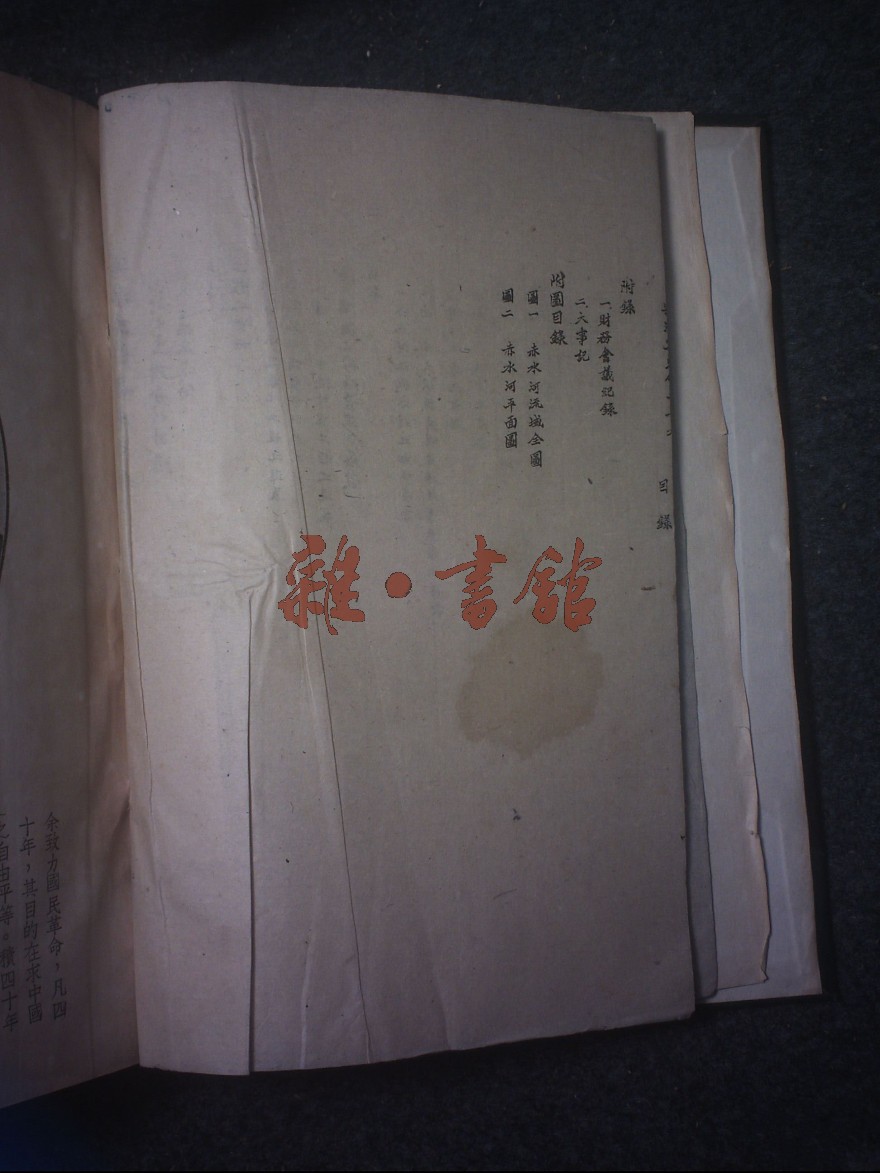 目錄
附錄
一、財務會議記錄
二、大事記
附圖目錄
圖一 赤水河流域全圖
圖二 赤水河平面圖
雜·書館
余致力國民革命，凡四
十年，其目的在求中國
之自由平等。積四十年